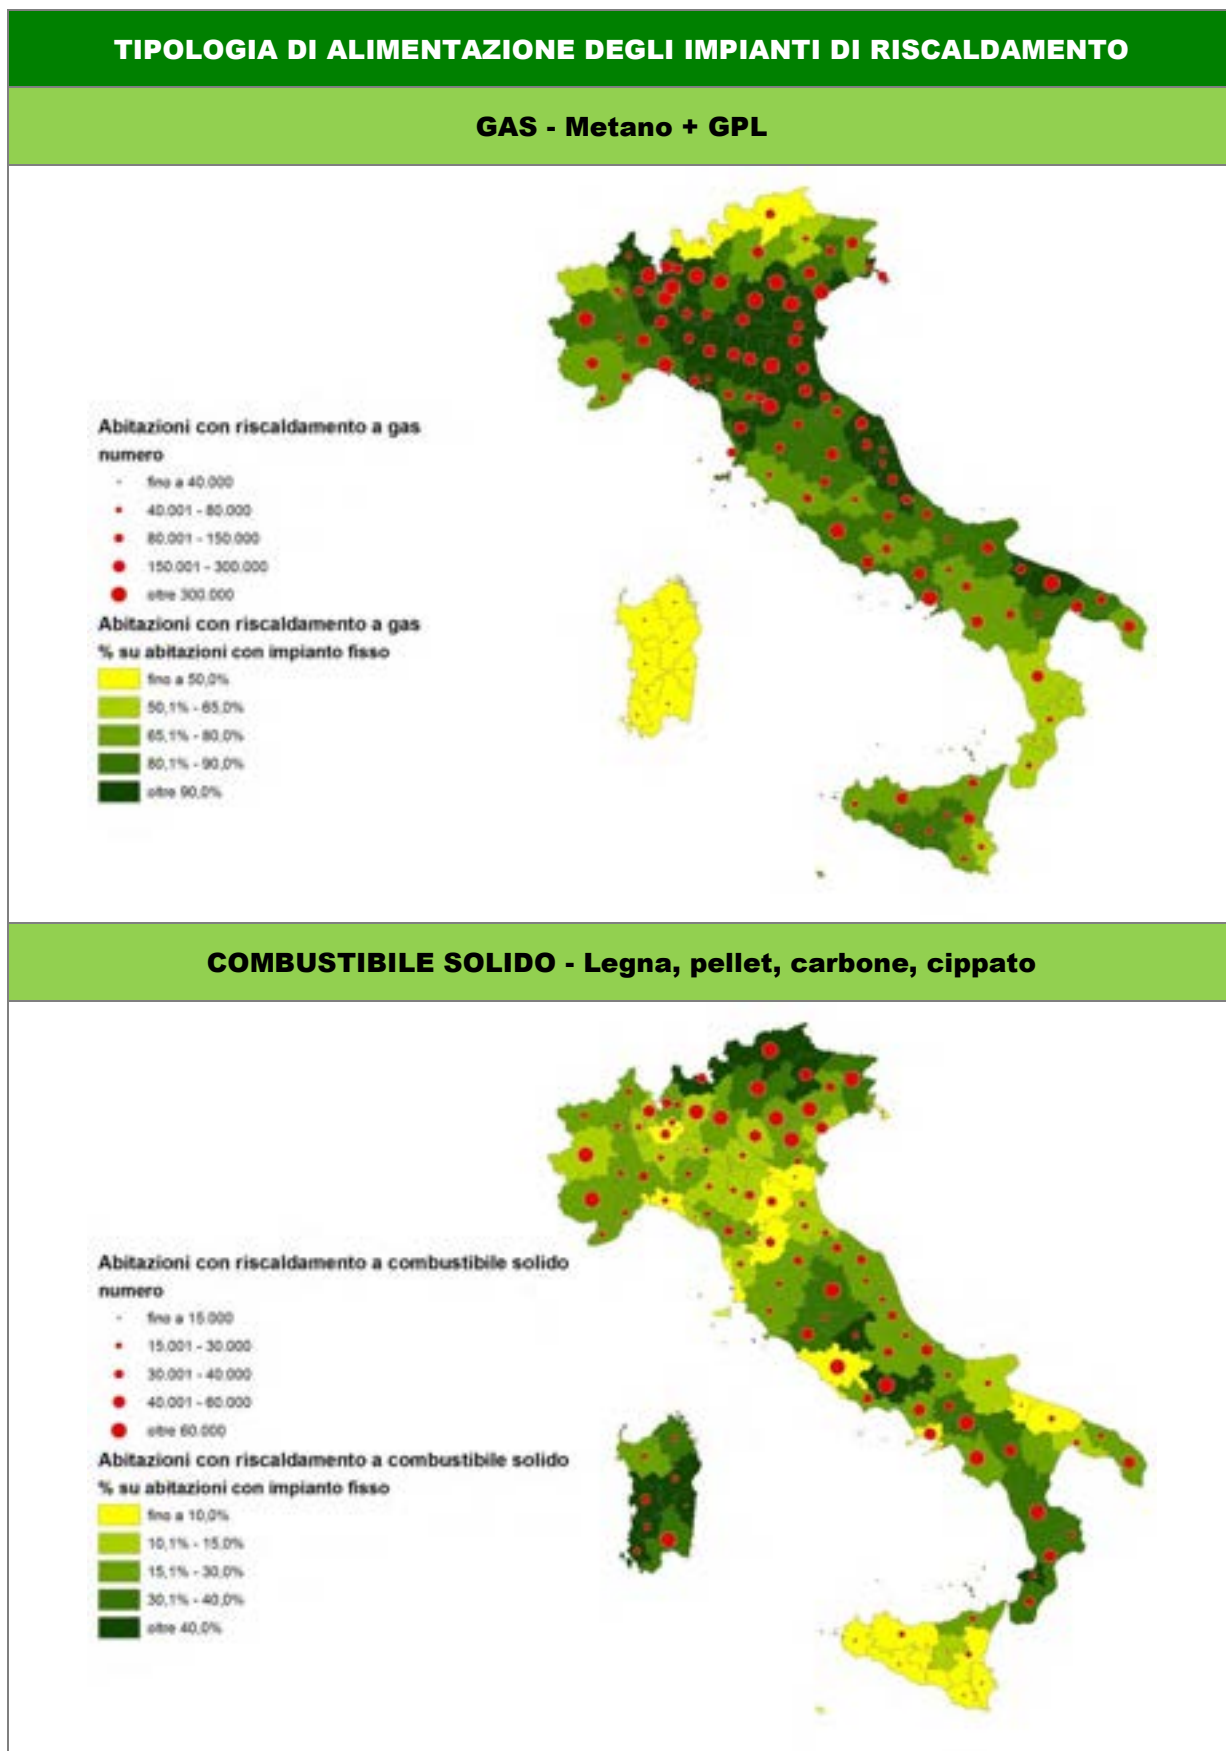 TIPOLOGIA DI ALIMENTAZIONE DEGLI IMPIANTI DI RISCALDAMENTO
GAS - Metano + GPL
Abitazioni con riscaldamento a gas
numero
fino a 40.000
40.001 - 80.000
80.001 - 150.000
150.001 - 300.000
oltre 300.000
Abitazioni con riscaldamento a gas
% su abitazioni con impianto fisso
fino a 50,0%
50,1% - 65,0%
65,1% - 80,0%
80,1% - 90,0%
oltre 90,0%
COMBUSTIBILE SOLIDO - Legna, pellet, carbone, cippato
Abitazioni con riscaldamento a combustibile solido
numero
fino a 15.000
15.001 - 30.000
30.001 - 40.000
40.001 - 60.000
oltre 60.000
Abitazioni con riscaldamento a combustibile solido
% su abitazioni con impianto fisso
fino a 10,0%
10,1% - 15,0%
15,1% - 30,0%
30,1% - 40,0%
oltre 40,0%